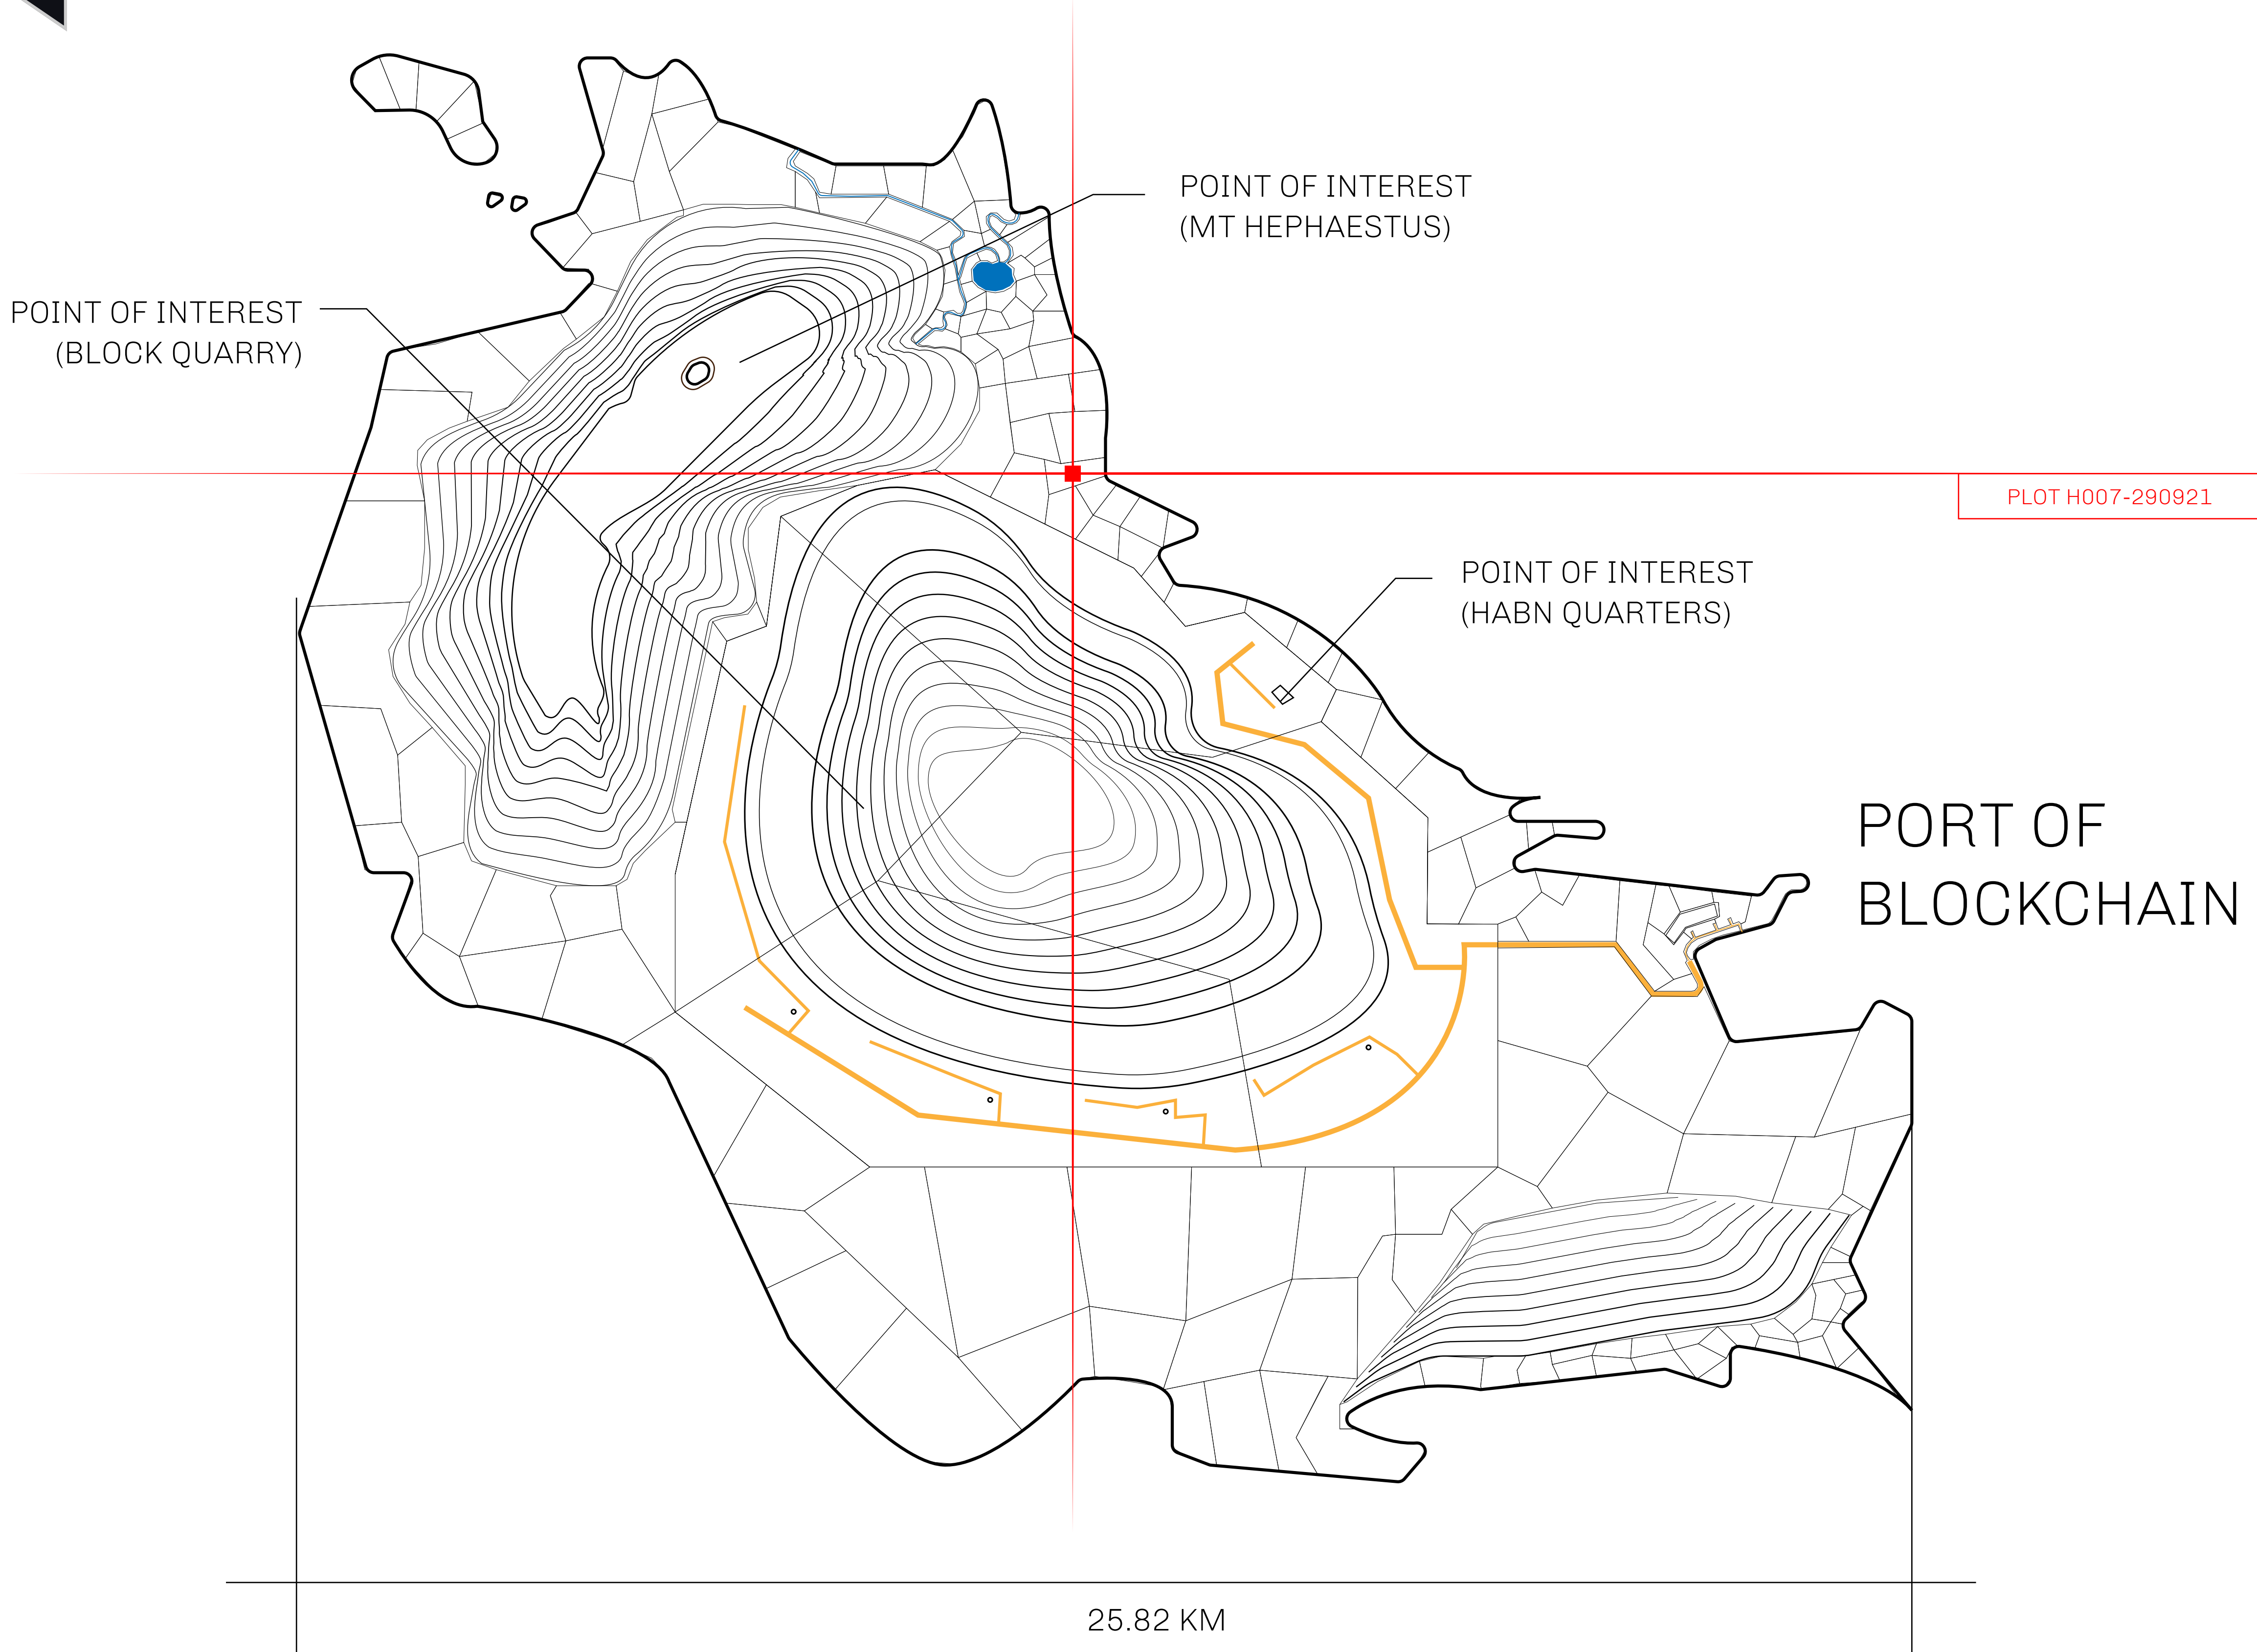 POINT OF INTEREST
(MT HEPHAESTUS)
POINT OF INTEREST
(BLOCK QUARRY)
PLOT H007-290921
POINT OF INTEREST
(HABN QUARTERS)
PORT OF
BLOCKCHAIN
25.82 KM